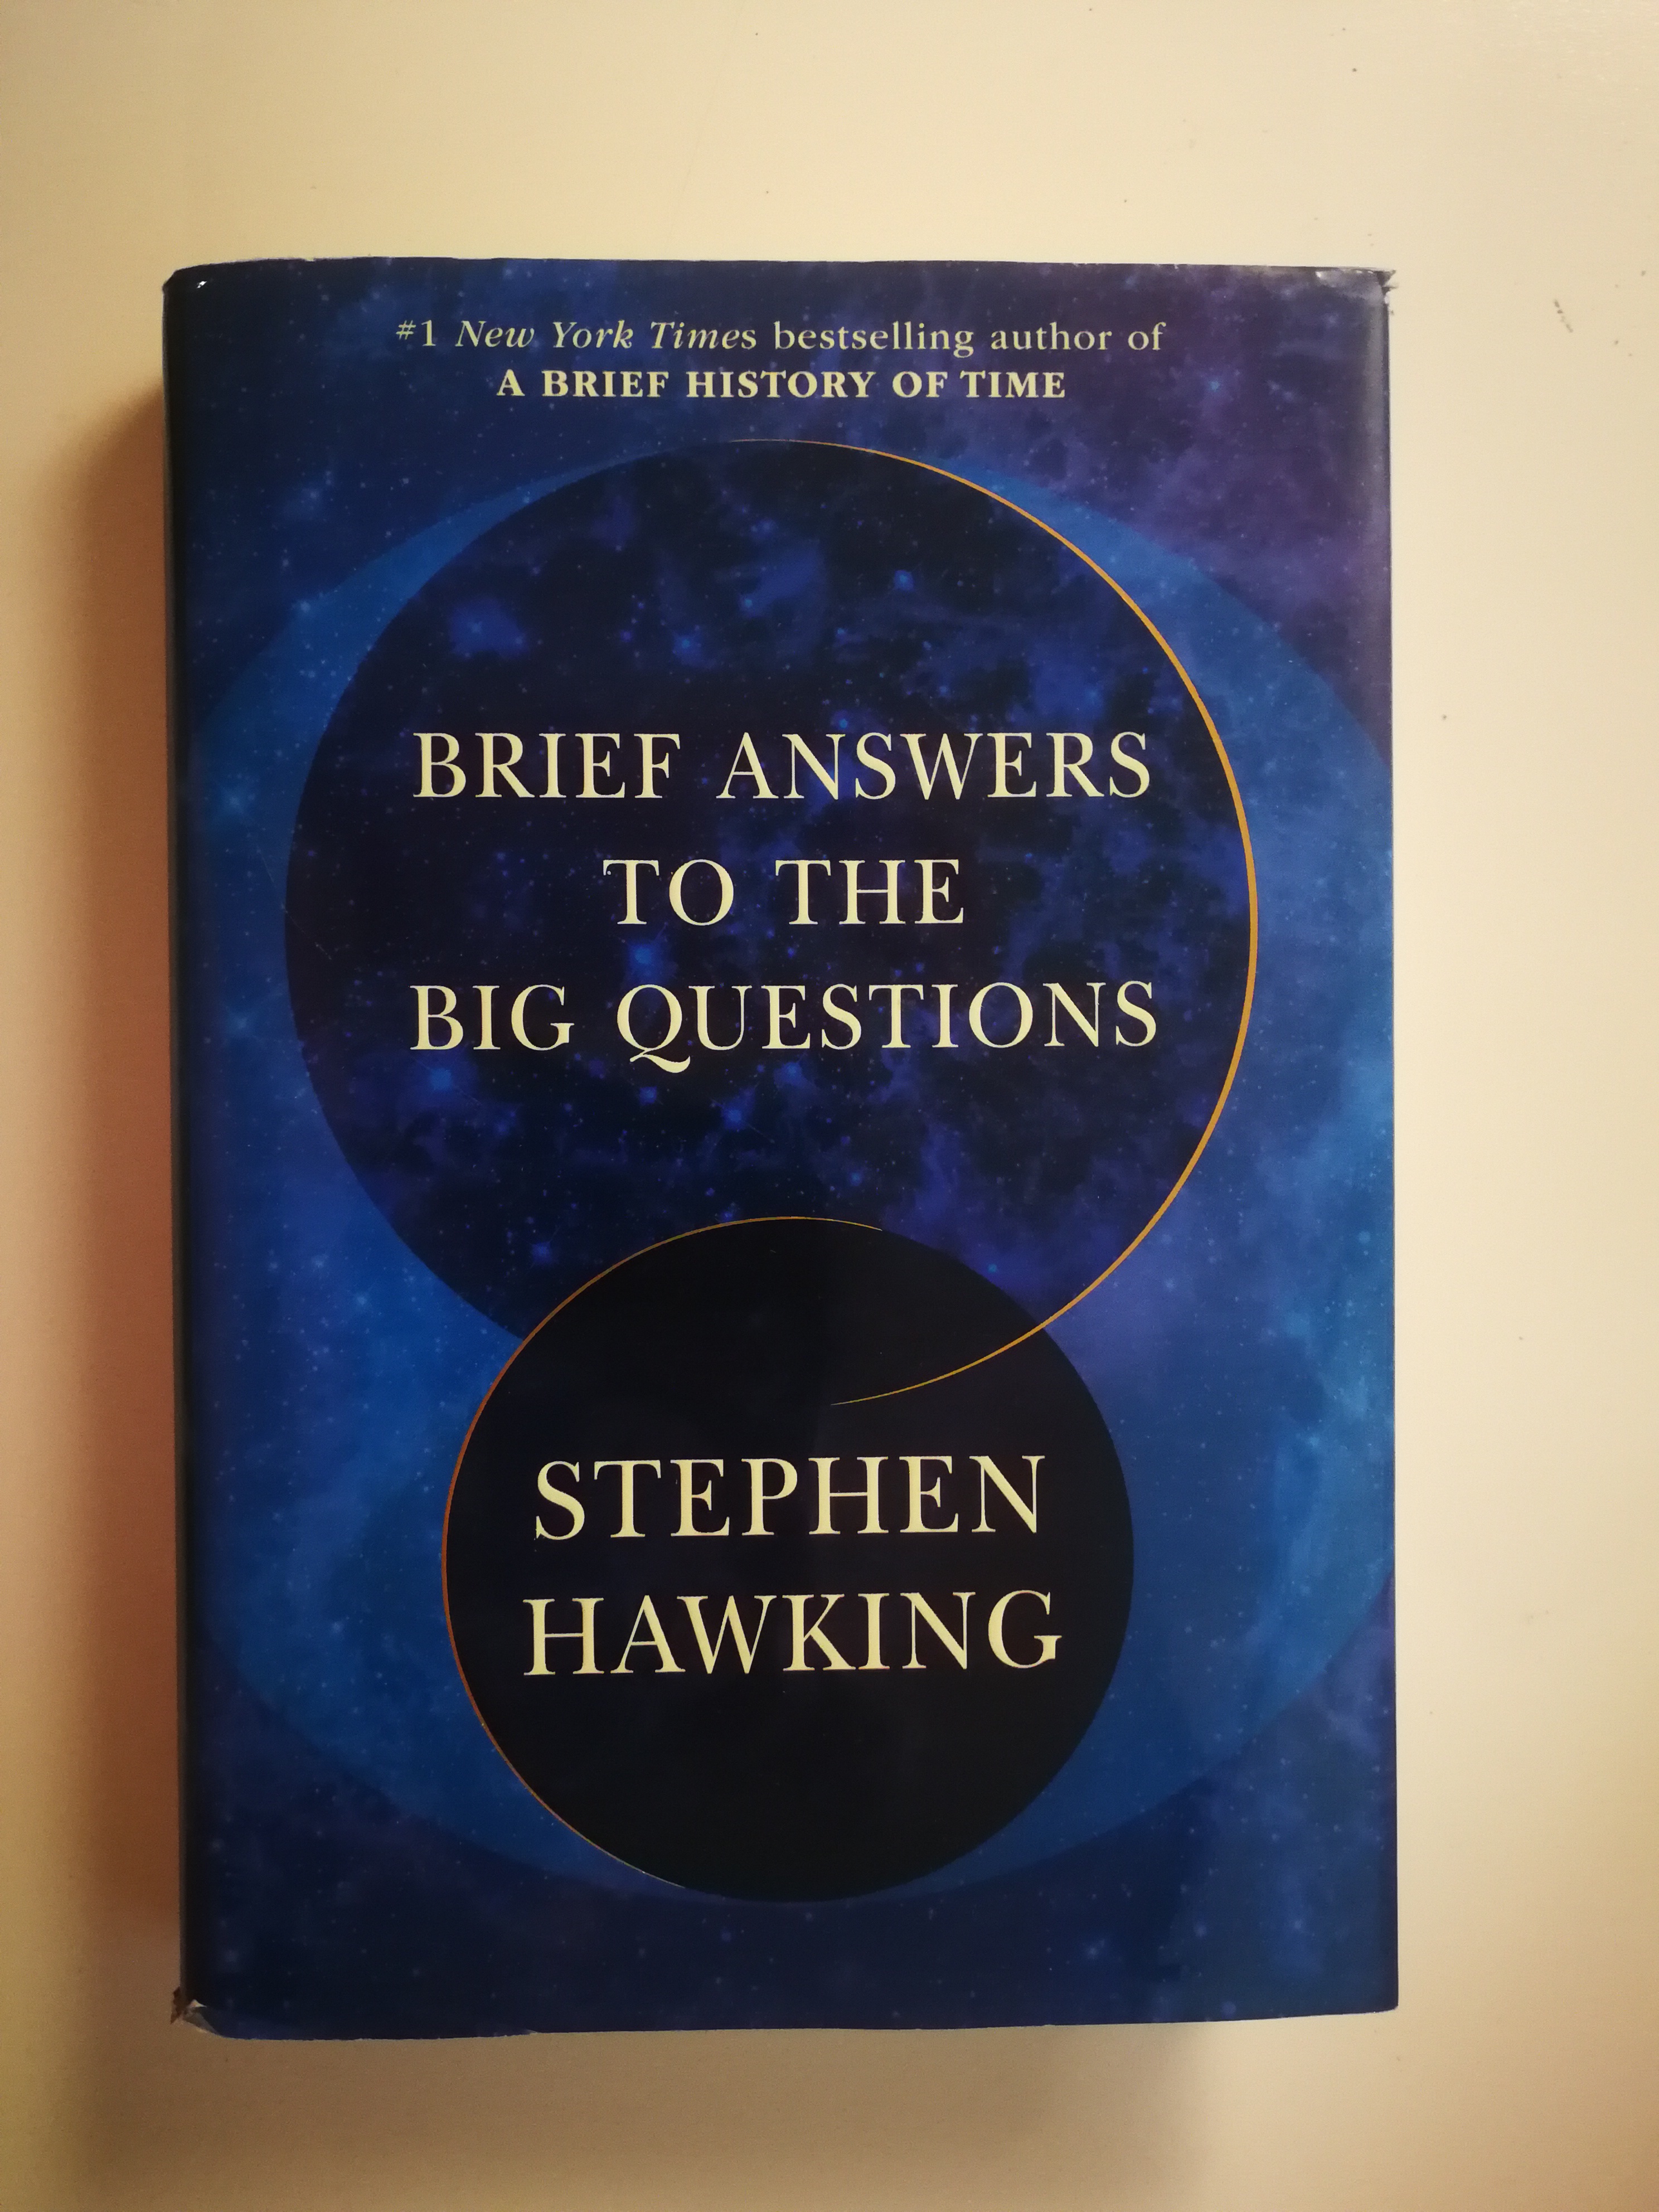 #1 New York Times bestselling author of
A BRIEF HISTORY OF TIME
BRIEF ANSWERS
TO THE
BIG QUESTIONS
STEPHEN
HAWKING